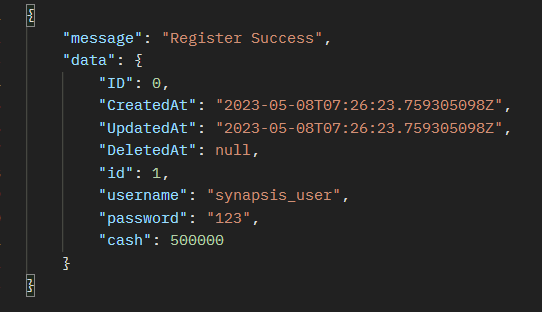 {
"message": "Register Success",
"data": {
"ID": 0,
"CreatedAt": "2023-05-08T07:26:23.759305098Z",
"UpdatedAt": "2023-05-08T07:26:23.759305098Z",
"DeletedAt": null,
"id": 1,
"username": "synapsis_user",
"password": "123",
"cash": 500000
}
}